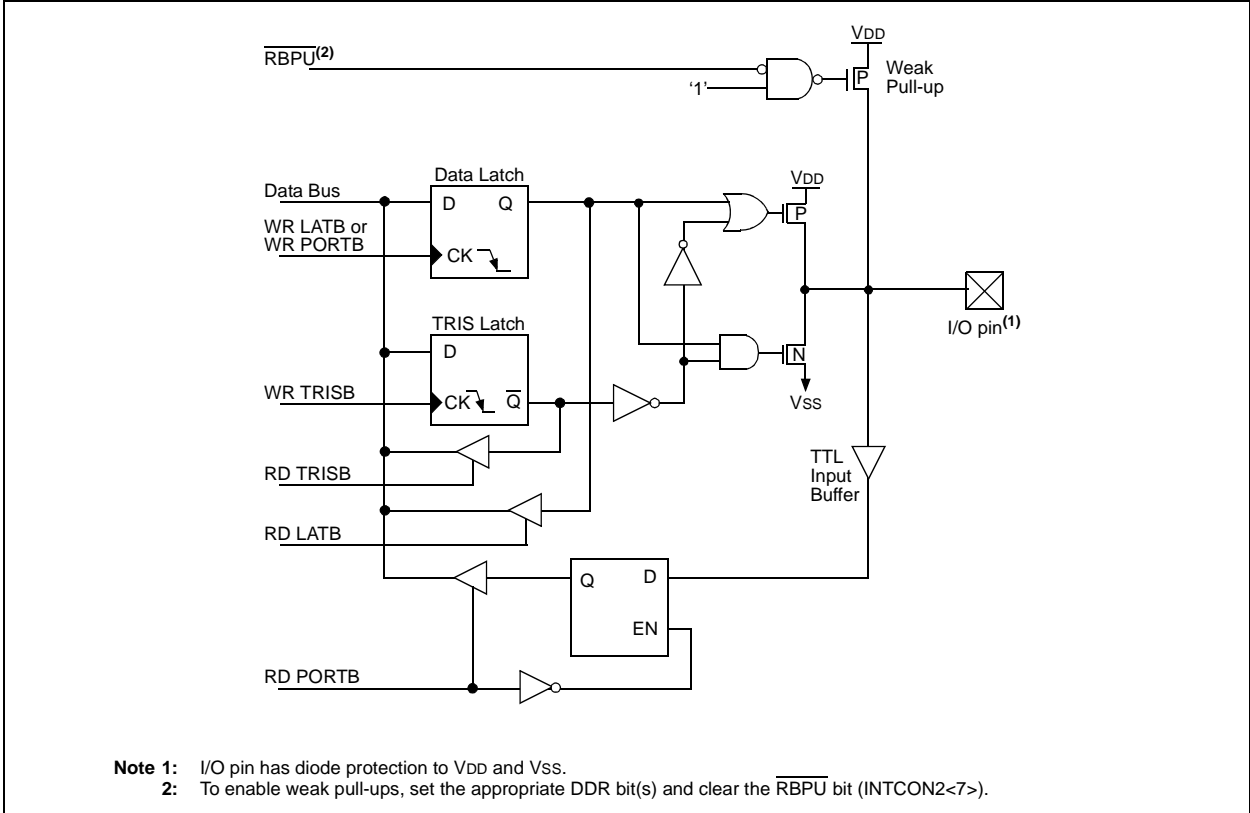 VDD
RBPU(2)
Weak
Pull-up
P
'1'
Data Latch
VDD
Data Bus
D Q
P
WR LATB or
WR PORTB
CK
I/O pin(1)
TRIS Latch
D
N
WR TRISB
CK Q
VSS
TTL
Input
Buffer
RD TRISB
RD LATB
Q D
EN
RD PORTB
Note 1: I/O pin has diode protection to VDD and VSS.
2: To enable weak pull-ups, set the appropriate DDR bit(s) and clear the RBPU bit (INTCON2<7>).